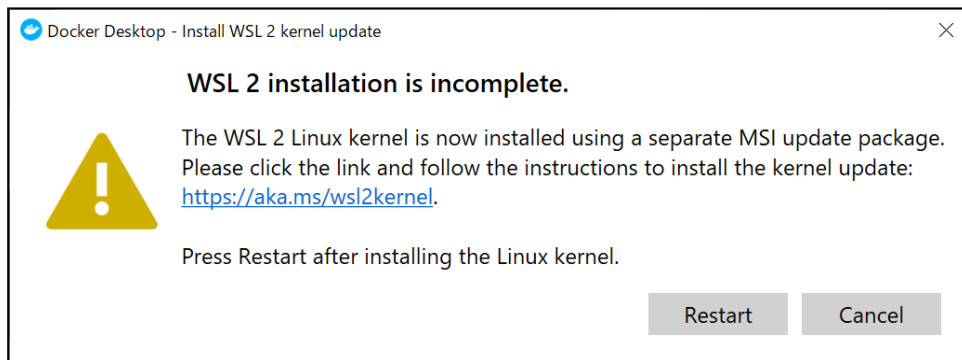 Docker Desktop - Install WSL 2 kernel update
WSL 2 installation is incomplete.
The WSL 2 Linux kernel is now installed using a separate MSI update package.
Please click the link and follow the instructions to install the kernel update:
https://aka.ms/wsl2kernel.
Press Restart after installing the Linux kernel.
Restart Cancel